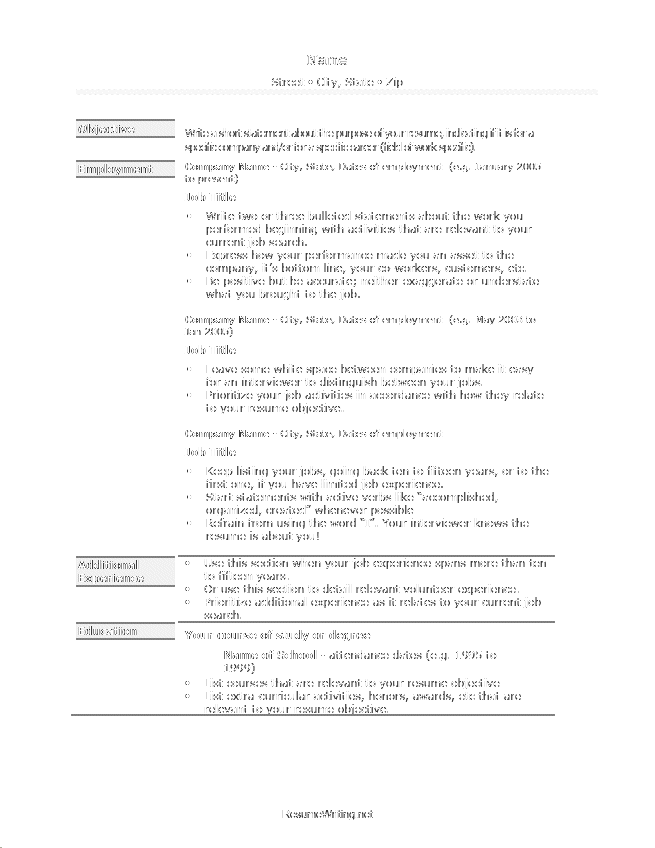 Name
Street ○ City, State ○ Zip
Objective
Write a short statement about the purpose of your resume, indicating if it is for a
specific company and/or for a specific career (field of work specific).
Employment
Company Name – City, State, Dates of employment (e.g. January 2005
to present)
Job Title
○ Write two or three bulleted statements about the work you
performed beginning with activities that are relevant to your
current job search.
○ Express how your performance made you an asset to the
company, it's bottom line, your co workers, customers, etc.
○ Be positive but be accurate; neither exaggerate or understate
what you brought to the job.
Company Name – City, State, Dates of employment (e.g. May 2003 to
Jan 2005)
Job Title
○ Leave some white space between companies to make it easy
for an interviewer to distinguish between your jobs.
○ Prioritize your job activities in accordance with how they relate
to your resume objective.
Company Name – City, State, Dates of employment
Job Title
○ Keep listing your jobs, going back ten to fifteen years, or to the
first one, if you have limited job experience.
○ Start statements with active verbs like "accomplished,
organized, created" whenever possible
○ Refrain from using the word "I". Your interviewer knows the
resume is about you!
Additional
Experience
○ Use this section when your job experience spans more than ten
to fifteen years.
○ Or use this section to detail relevant volunteer experience.
○ Prioritize additional experience as it relates to your current job
search.
Education
Your course of study or degree
Name of School – attendance dates (e.g. 1995 to
1999)
○ List courses that are relevant to your resume objective
○ List extra curricular activities, honors, awards, etc that are
relevant to your resume objective.
ResumeWriting.net